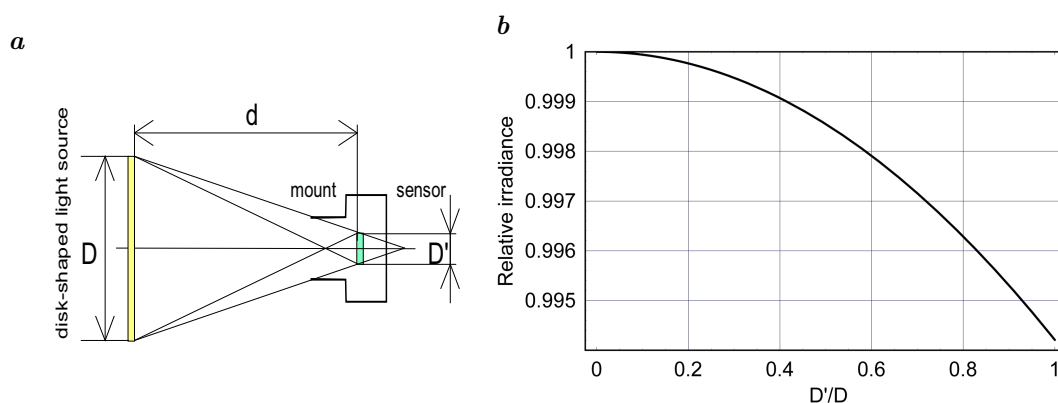 a
disk-shaped light source
d
D
mount
sensor
D'
b
Relative irradiance
1
0.999
0.998
0.997
0.996
0.995
0
0.2
0.4
0.6
0.8
1
D'/D